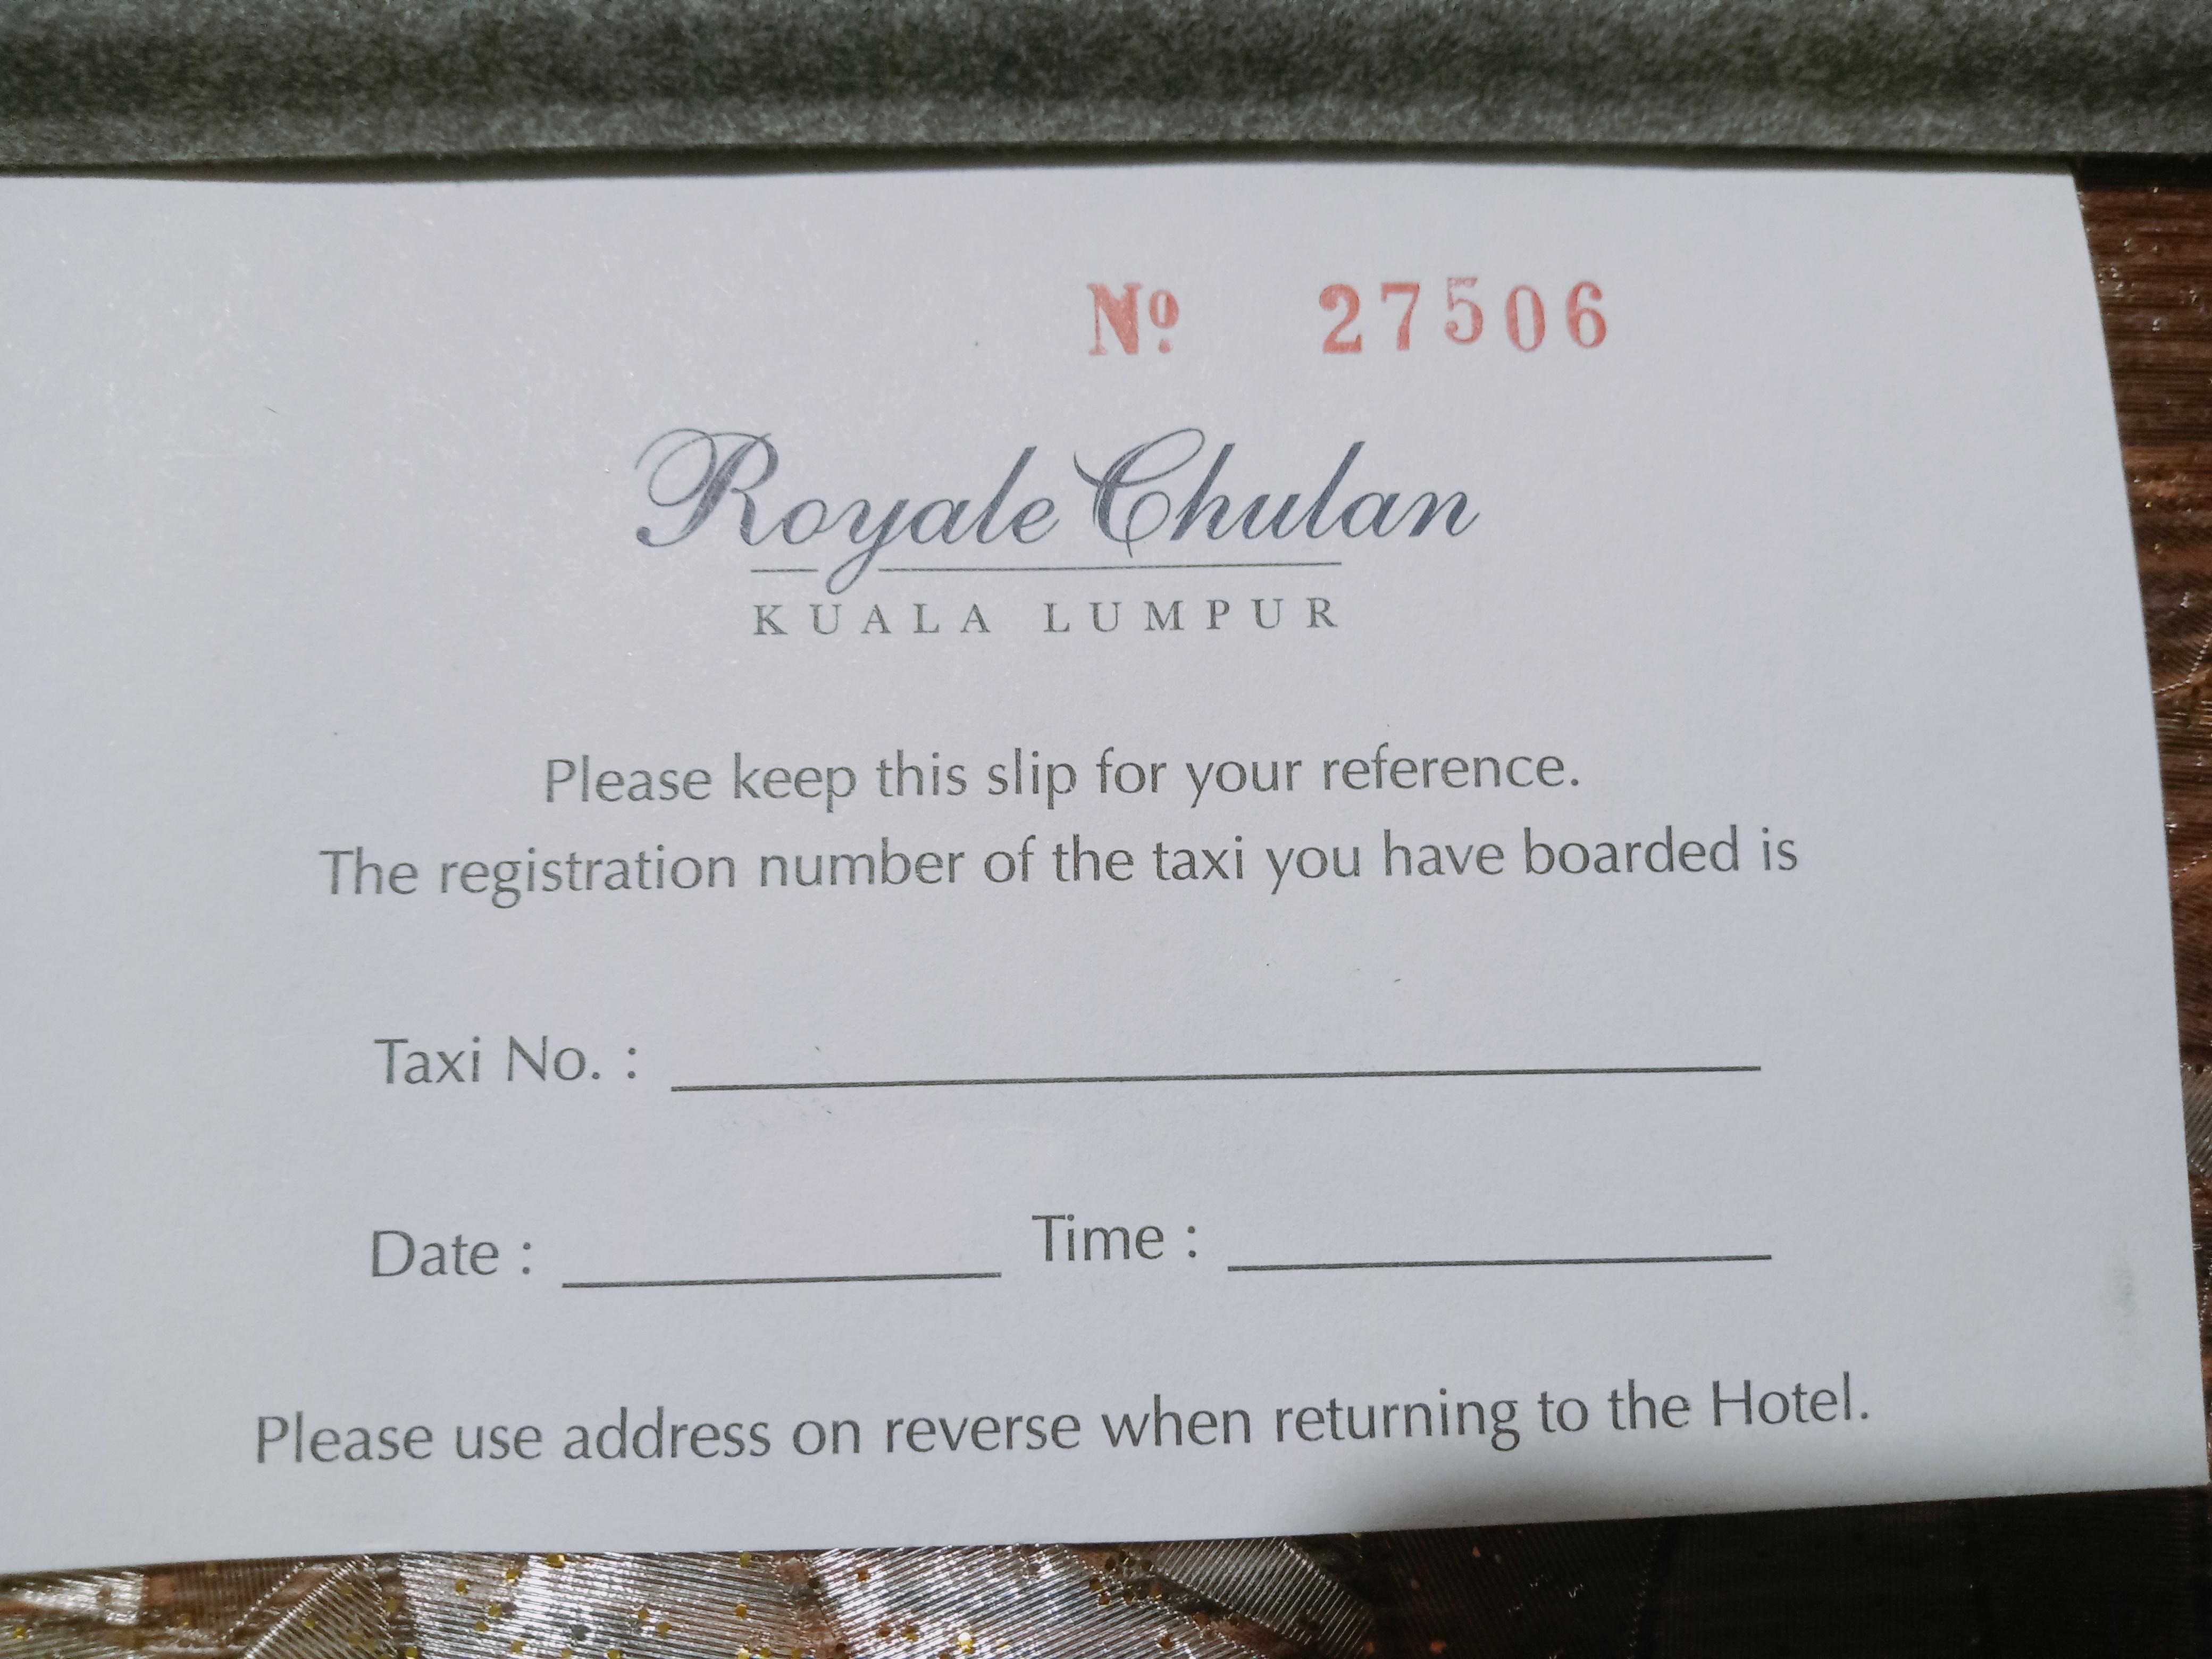 Nº 27506
Royale Chulan
KUALA LUMPUR
Please keep this slip for your reference.
The registration number of the taxi you have boarded is
Taxi No. :
Date : Time :
Please use address on reverse when returning to the Hotel.